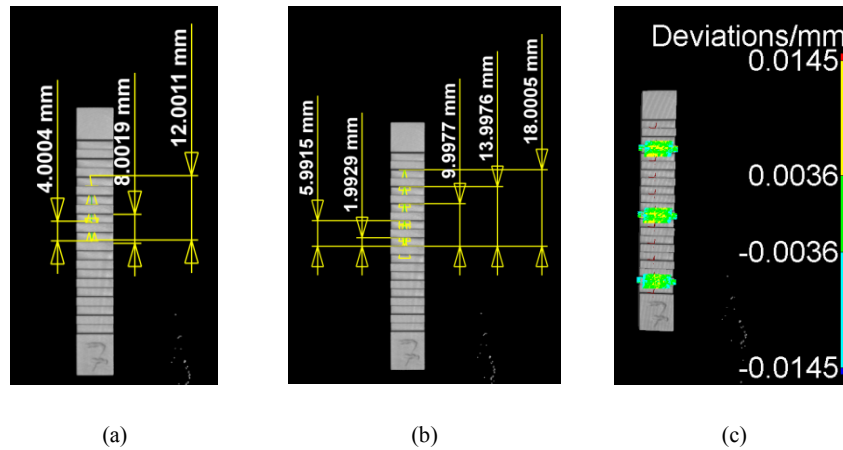 4.0004 mm
8.0019 mm
12.0011 mm
(a)
5.9915 mm
1.9929 mm
9.9977 mm
13.9976 mm
18.0005 mm
(b)
Deviations/mm
0.0145
0.0036
-0.0036
-0.0145
(c)